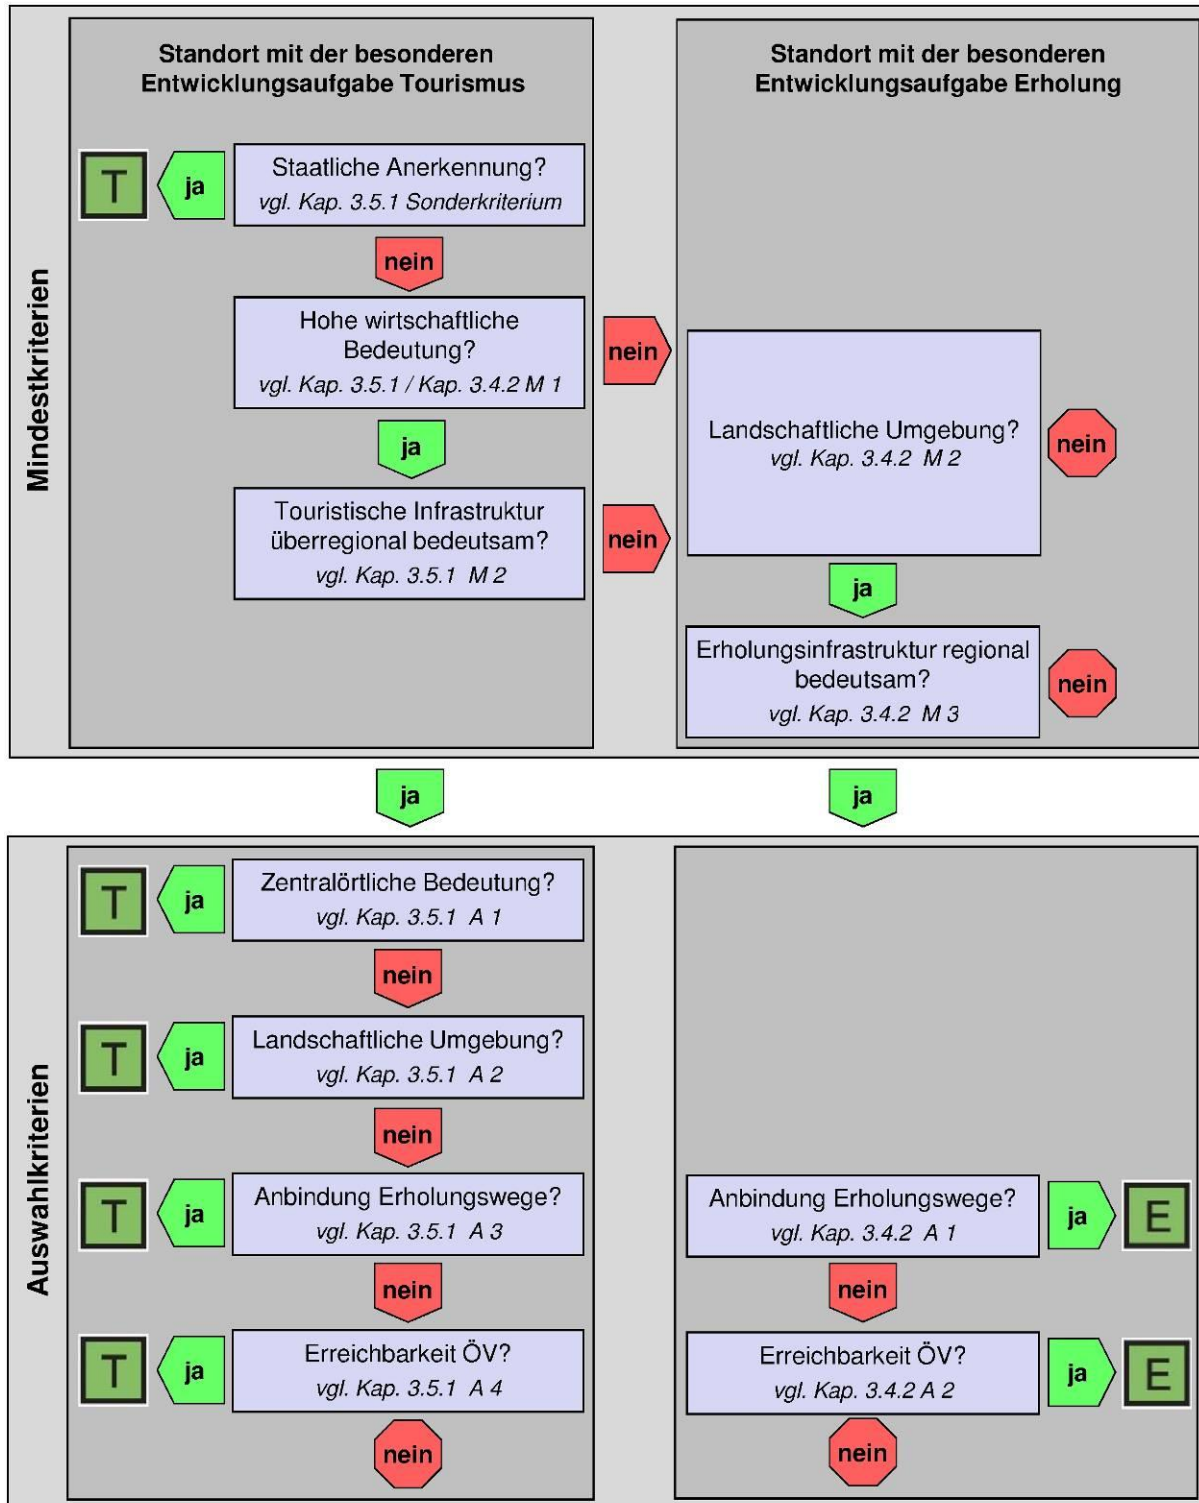 Standort mit der besonderen
Entwicklungsaufgabe Tourismus
Standort mit der besonderen
Entwicklungsaufgabe Erholung
Mindestkriterien
T
ja
Staatliche Anerkennung?
vgl. Kap. 3.5.1 Sonderkriterium
nein
Hohe wirtschaftliche
Bedeutung?
vgl. Kap. 3.5.1 / Kap. 3.4.2 M 1
nein
ja
Touristische Infrastruktur
überregional bedeutsam?
vgl. Kap. 3.5.1 M 2
nein
Landschaftliche Umgebung?
vgl. Kap. 3.4.2 M 2
nein
ja
Erholungsinfrastruktur regional
bedeutsam?
vgl. Kap. 3.4.2 M 3
nein
ja
ja
Auswahlkriterien
T
ja
Zentralörtliche Bedeutung?
vgl. Kap. 3.5.1 A 1
nein
T
ja
Landschaftliche Umgebung?
vgl. Kap. 3.5.1 A 2
nein
T
ja
Anbindung Erholungswege?
vgl. Kap. 3.5.1 A 3
nein
T
ja
Erreichbarkeit ÖV?
vgl. Kap. 3.5.1 A 4
nein
Anbindung Erholungswege?
vgl. Kap. 3.4.2 A 1
ja
E
nein
Erreichbarkeit ÖV?
vgl. Kap. 3.4.2 A 2
ja
E
nein